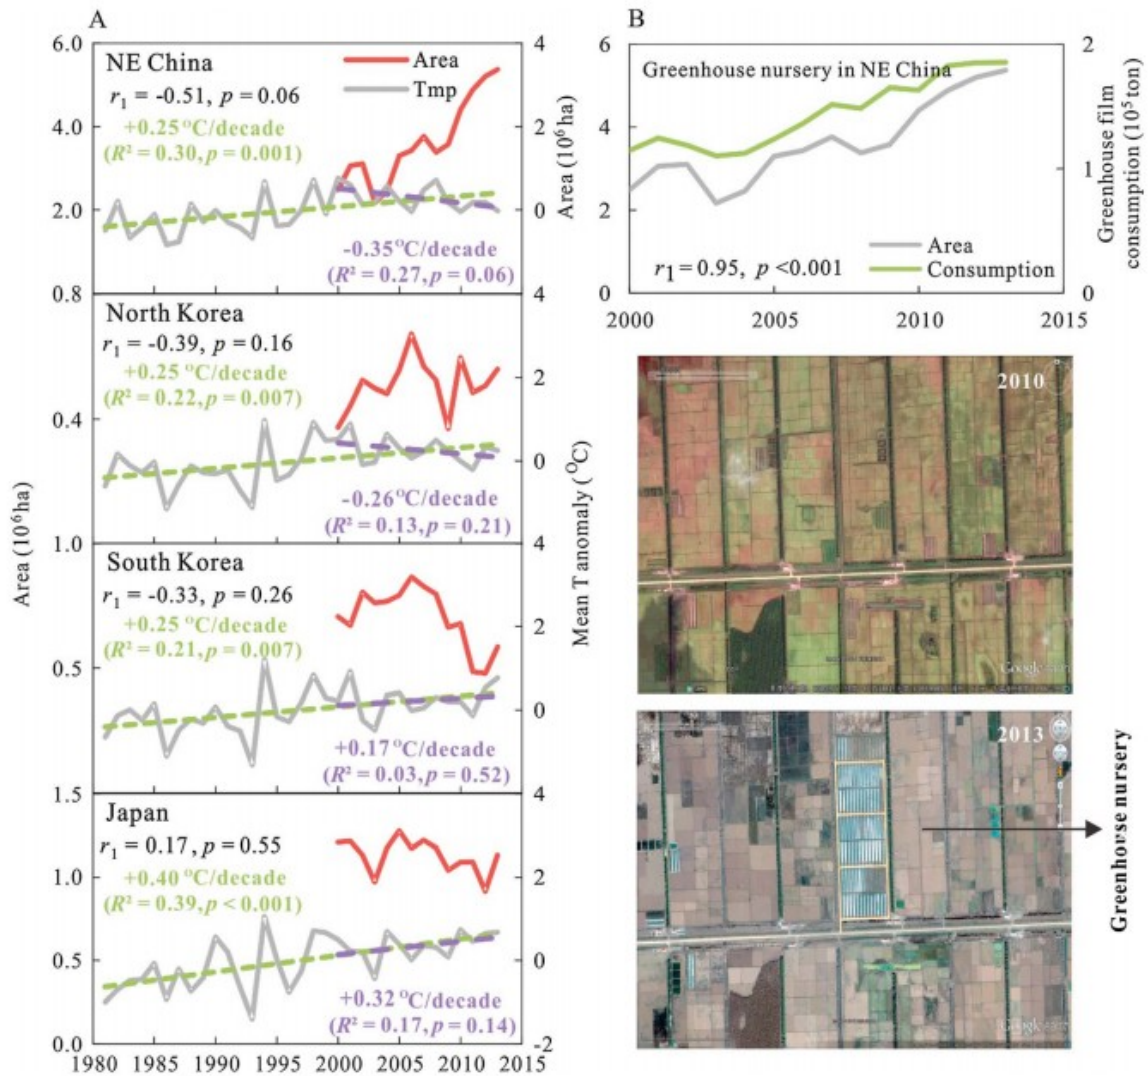 A
6.0
4.0
2.0
0.8
0.4
1.0
0.5
1.5
1.0
0.5
0.0
Area (10⁶ ha)
NE China
r₁ = -0.51, p = 0.06
+0.25 °C/decade
(R² = 0.30, p = 0.001)
Area
Tmp
-0.35°C/decade
(R² = 0.27, p = 0.06)
North Korea
r₁ = -0.39, p = 0.16
+0.25 °C/decade
(R² = 0.22, p = 0.007)
-0.26°C/decade
(R² = 0.13, p = 0.21)
South Korea
r₁ = -0.33, p = 0.26
+0.25 °C/decade
(R² = 0.21, p = 0.007)
+0.17 °C/decade
(R² = 0.03, p = 0.52)
Japan
r₁ = 0.17, p = 0.55
+0.40 °C/decade
(R² = 0.39, p < 0.001)
+0.32 °C/decade
(R² = 0.17, p = 0.14)
4
2
0
4
2
0
4
2
0
4
2
0
-2
Mean T anomaly (°C)
1980 1985 1990 1995 2000 2005 2010 2015
B
6
4
2
0
Area (10⁶ ha)
Greenhouse nursery in NE China
Area
Consumption
r₁ = 0.95, p <0.001
2
1
0
Greenhouse film
consumption (10⁵ ton)
2000 2005 2010 2015
2010
Google
2013
Google
Greenhouse nursery